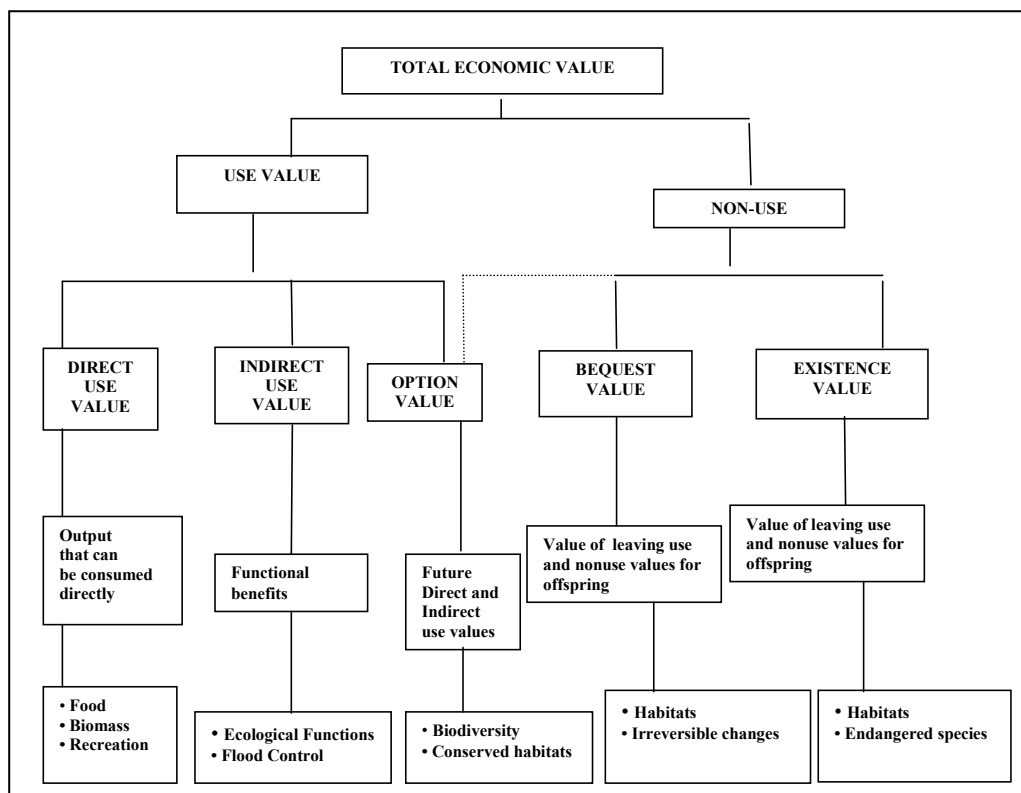 TOTAL ECONOMIC VALUE
USE VALUE
NON-USE
DIRECT
USE
VALUE
INDIRECT
USE
VALUE
OPTION
VALUE
BEQUEST
VALUE
EXISTENCE
VALUE
Output
that can
be consumed
directly
Functional
benefits
Future
Direct and
Indirect
use values
Value of leaving use
and nonuse values for
offspring
Value of leaving use
and nonuse values for
offspring
• Food
• Biomass
• Recreation
• Ecological Functions
• Flood Control
• Biodiversity
• Conserved habitats
• Habitats
• Irreversible changes
• Habitats
• Endangered species